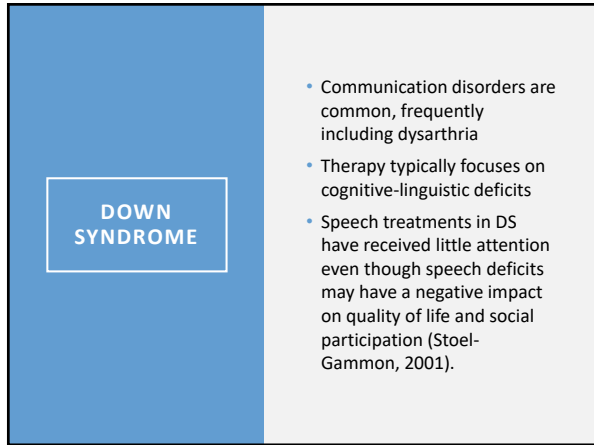 DOWN
SYNDROME
• Communication disorders are
common, frequently
including dysarthria
• Therapy typically focuses on
cognitive-linguistic deficits
• Speech treatments in DS
have received little attention
even though speech deficits
may have a negative impact
on quality of life and social
participation (Stoel-
Gammon, 2001).